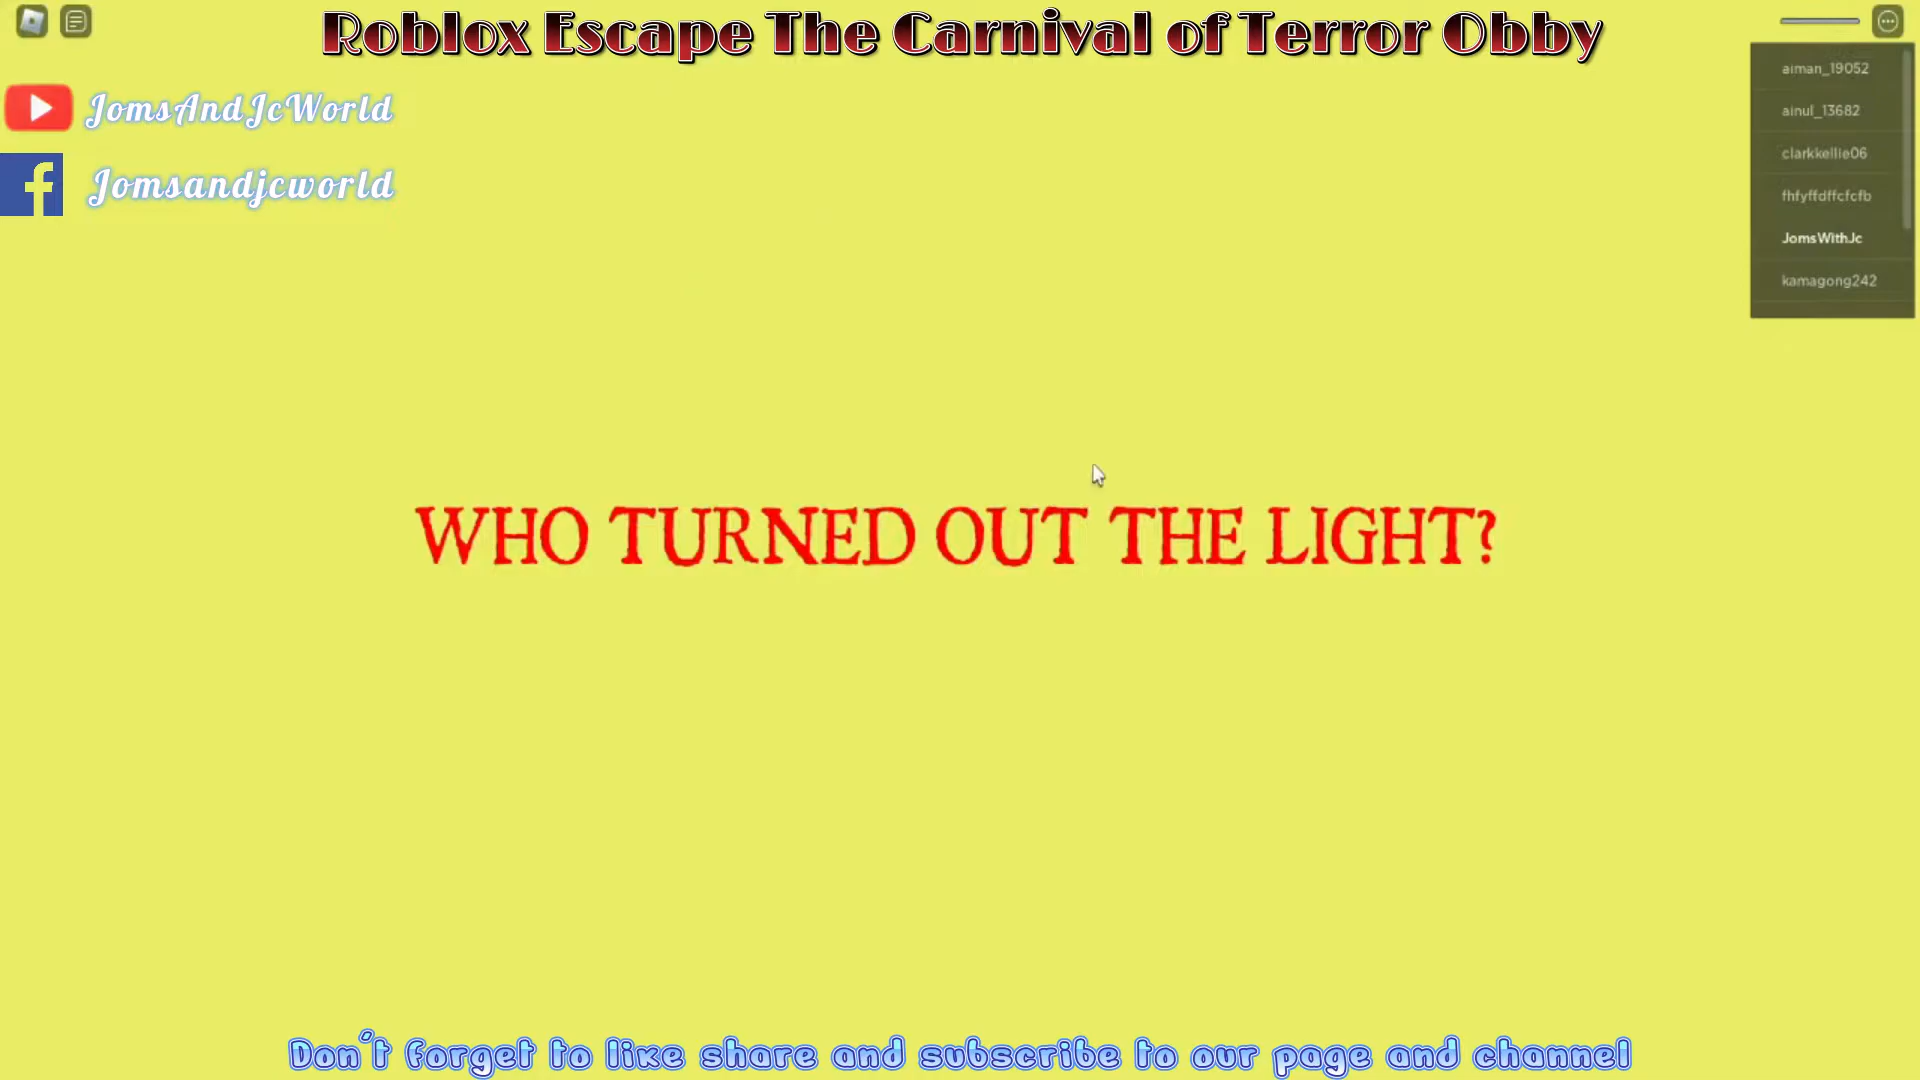 Roblox Escape The Carnival of Terror Obby
JomsAndJcWorld
Jomsandjcworld
aiman_19052
ainul_13682
clarkkellie06
fhfyffdffcfcfb
JomsWithJc
kamagong242
WHO TURNED OUT THE LIGHT?
Don't forget to like share and subscribe to our page and channel